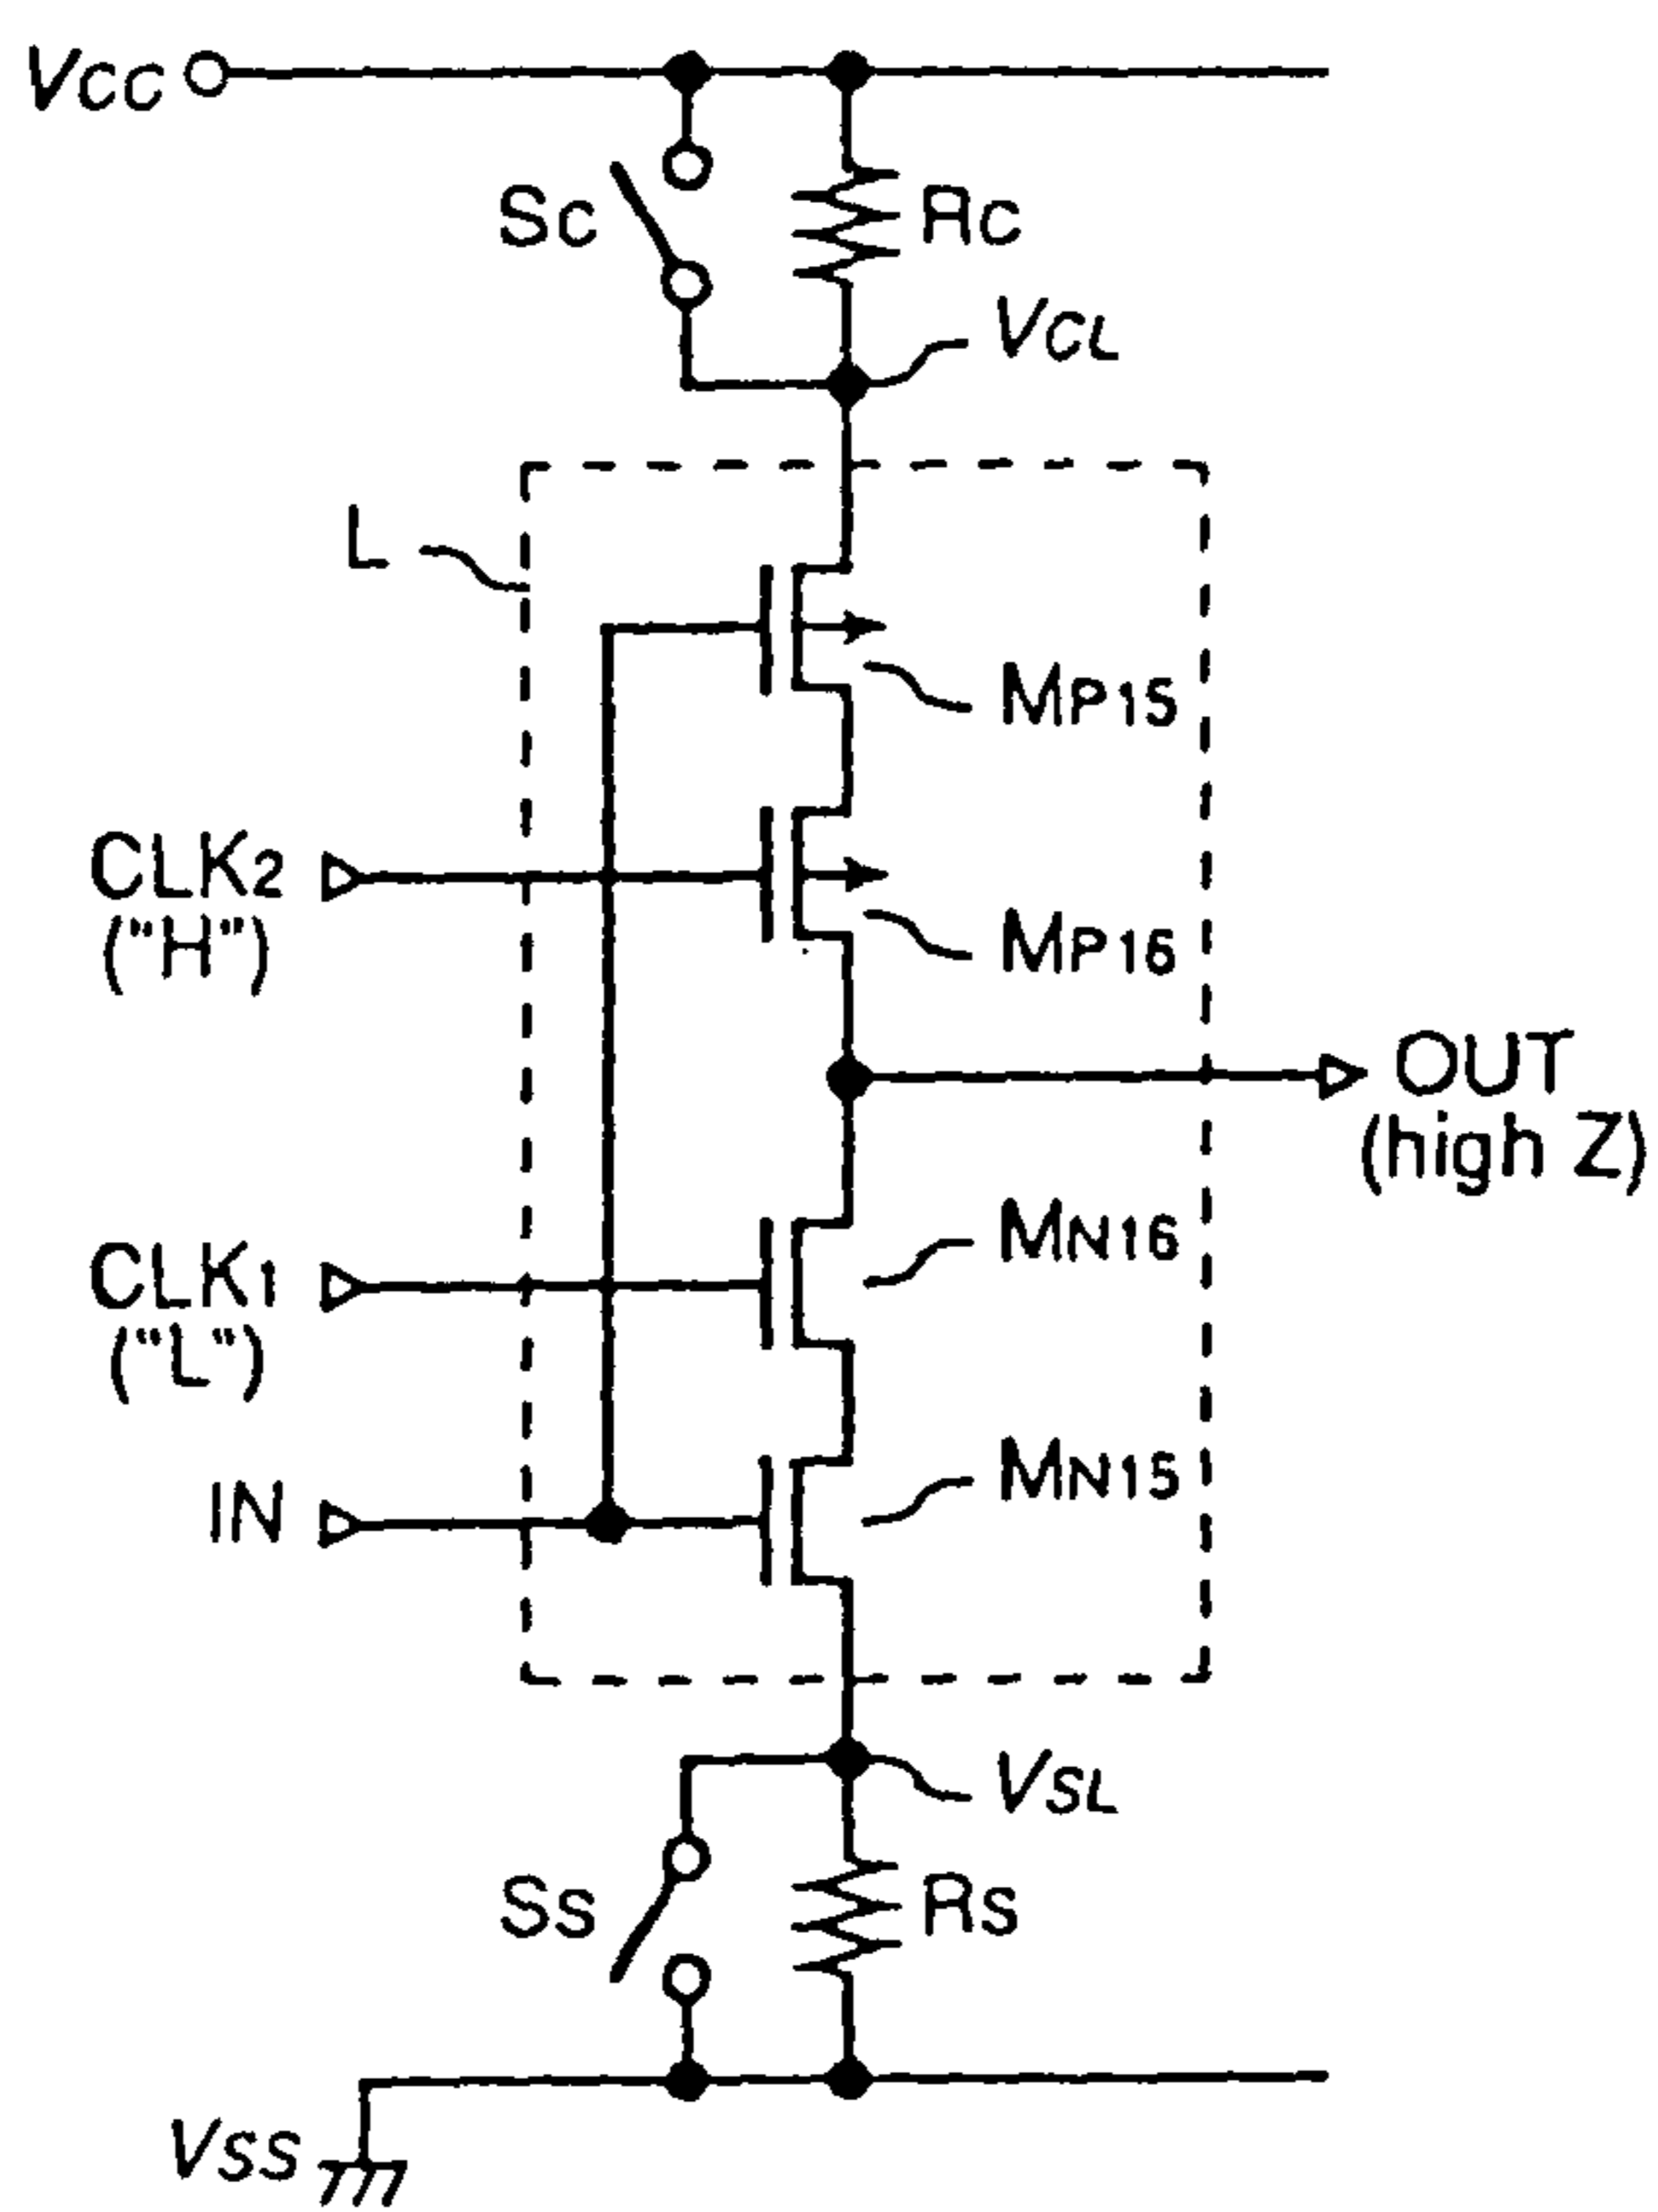 VCC
SC
RC
VCL
L
MP15
CLK2
("H")
MP16
OUT
(high Z)
MN16
CLK1
("L")
MN15
IN
VSL
SS
RS
VSS